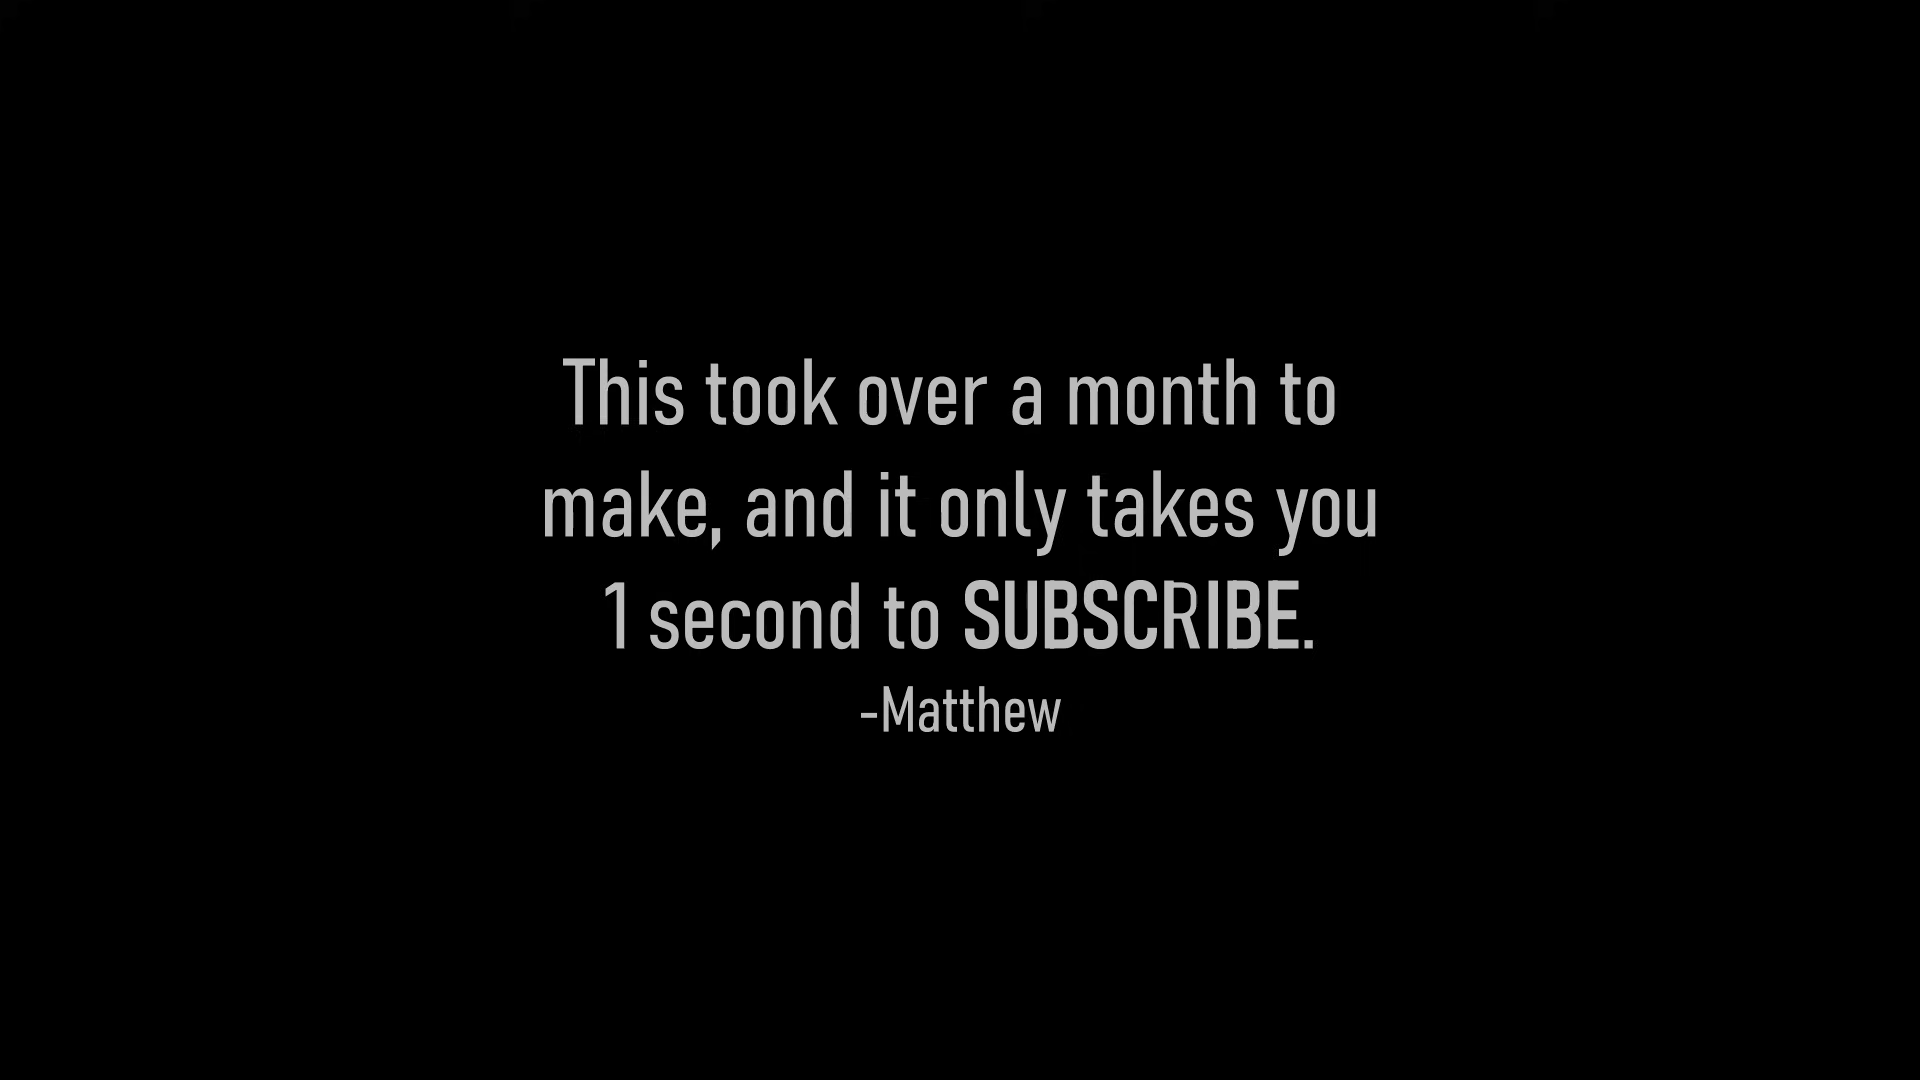 This took over a month to
make, and it only takes you
1 second to SUBSCRIBE.
-Matthew